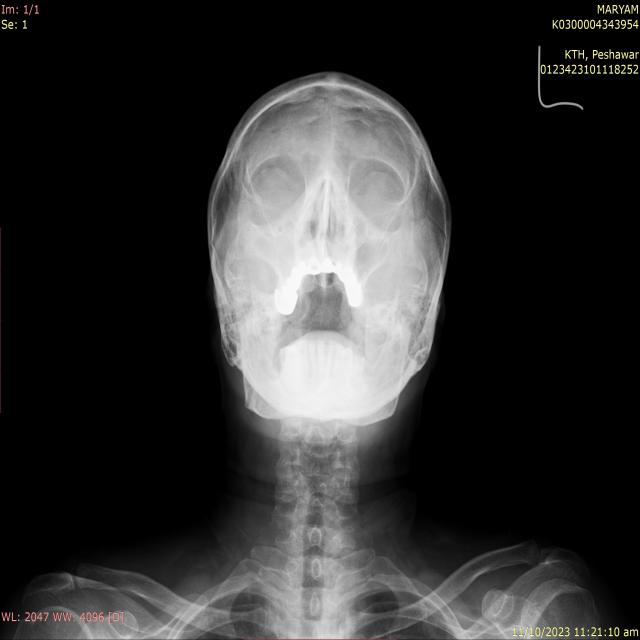 Im: 1/1
Se: 1
MARYAM
K0300004343954
KTH, Peshawar
0123423101118252
WL: 2047 WW: 4096 [D]
11/10/2023 11:21:10 am